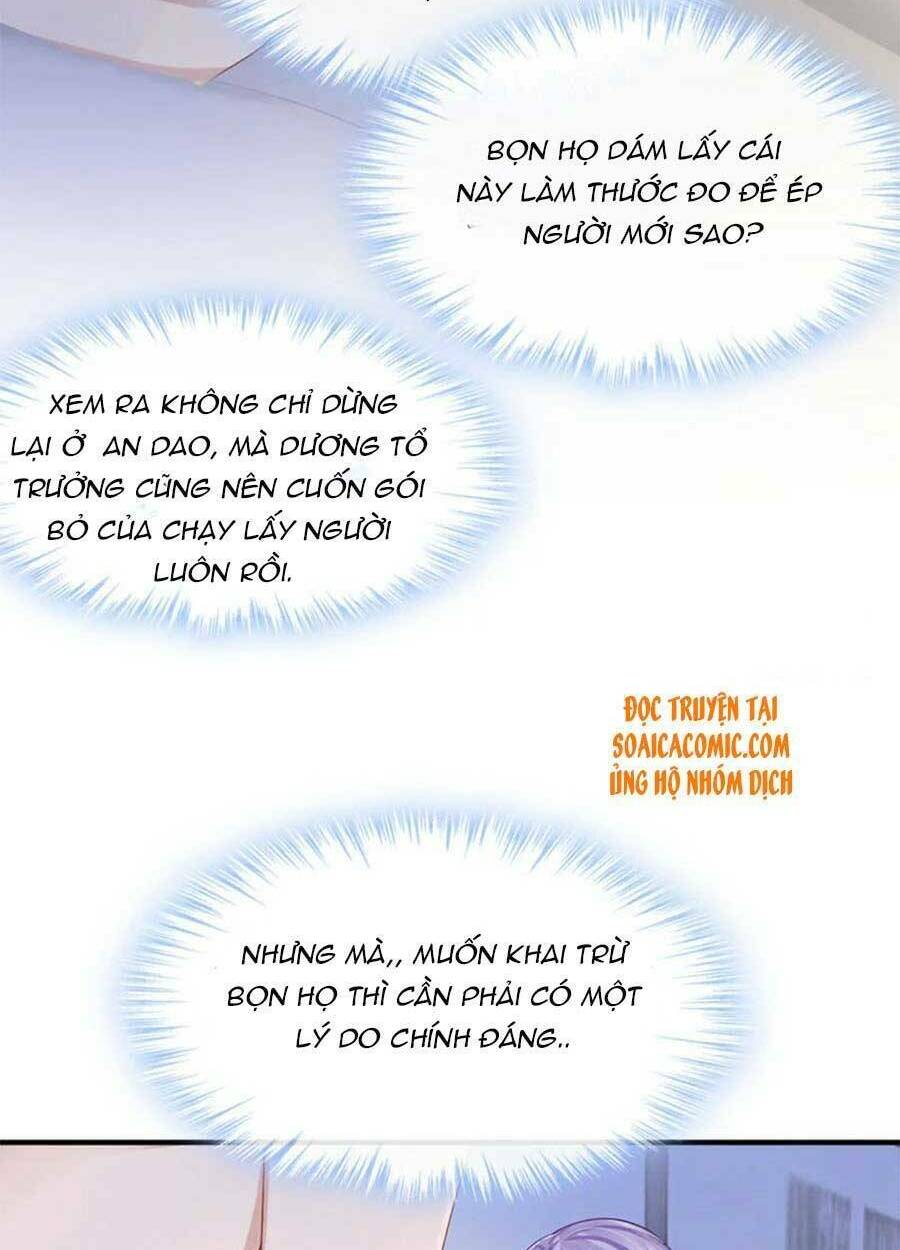 BỌN HỌ DÁM LẤY CÁI
NÀY LÀM THƯỚC ĐO ĐỂ ÉP
NGƯỜI MỚI SAO?
XEM RA KHÔNG CHỈ DỪNG
LẠI Ở AN DAO, MÀ DƯƠNG TỔ
TRƯỞNG CŨNG NÊN CUỐN GÓI
BỎ CỦA CHẠY LẤY NGƯỜI
LUÔN RỒI.
ĐỌC TRUYỆN TẠI
SOAICACOMIC.COM
ỦNG HỘ NHÓM DỊCH
NHƯNG MÀ,, MUỐN KHAI TRỪ
BỌN HỌ THÌ CẦN PHẢI CÓ MỘT
LÝ DO CHÍNH ĐÁNG..